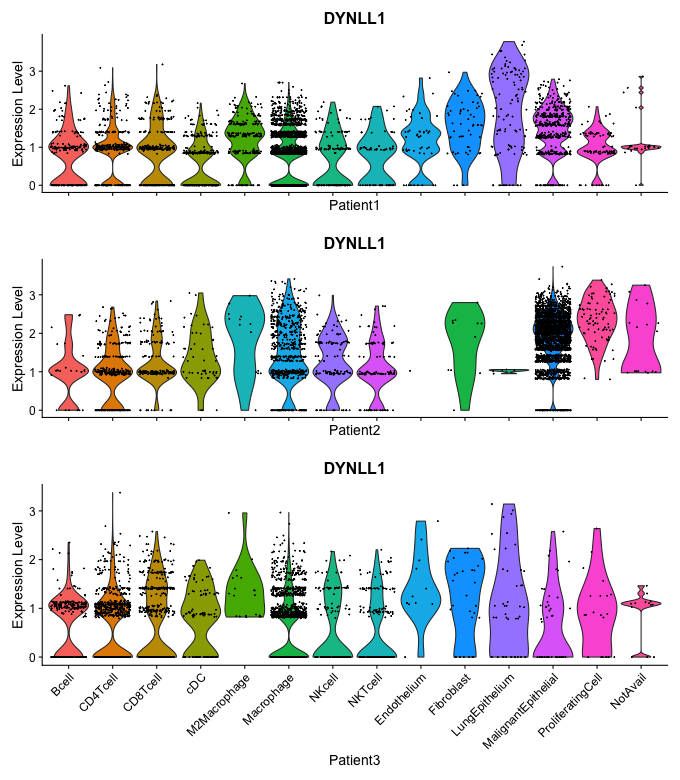 DYNLL1
Expression Level
3
2
1
0
Patient1
DYNLL1
Expression Level
3
2
1
0
Patient2
DYNLL1
Expression Level
3
2
1
0
Bcell
CD4Tcell
CD8Tcell
cDC
M2Macrophage
Macrophage
NKcell
NKTcell
Endothelium
Fibroblast
LungEpithelium
MalignantEpithelial
ProliferatingCell
NotAvail
Patient3